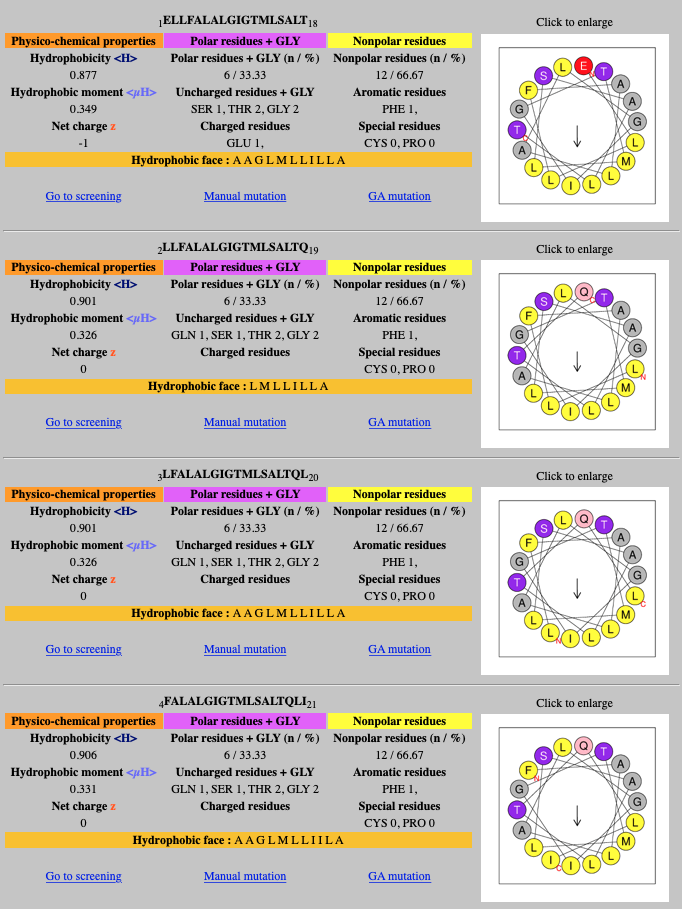 1ELLFALALGIGTMLSALT18
Click to enlarge
Physico-chemical properties Polar residues + GLY Nonpolar residues
Hydrophobicity <H> Polar residues + GLY (n / %) Nonpolar residues (n / %)
0.877 6 / 33.33 12 / 66.67
Hydrophobic moment <μH> Uncharged residues + GLY Aromatic residues
0.349 SER 1, THR 2, GLY 2 PHE 1,
Net charge z Charged residues Special residues
-1 GLU 1, CYS 0, PRO 0
Hydrophobic face : A A G L M L L I L L A
Go to screening Manual mutation GA mutation
E T A A G L M L L I L L A T G F S L
N C
2LLFALALGIGTMLSALTQ19
Click to enlarge
Physico-chemical properties Polar residues + GLY Nonpolar residues
Hydrophobicity <H> Polar residues + GLY (n / %) Nonpolar residues (n / %)
0.901 6 / 33.33 12 / 66.67
Hydrophobic moment <μH> Uncharged residues + GLY Aromatic residues
0.326 GLN 1, SER 1, THR 2, GLY 2 PHE 1,
Net charge z Charged residues Special residues
0 CYS 0, PRO 0
Hydrophobic face : L M L L I L L A
Go to screening Manual mutation GA mutation
Q T A A G L M L L I L L A T G F S L
C N
3LFALALGIGTMLSALTQL20
Click to enlarge
Physico-chemical properties Polar residues + GLY Nonpolar residues
Hydrophobicity <H> Polar residues + GLY (n / %) Nonpolar residues (n / %)
0.901 6 / 33.33 12 / 66.67
Hydrophobic moment <μH> Uncharged residues + GLY Aromatic residues
0.326 GLN 1, SER 1, THR 2, GLY 2 PHE 1,
Net charge z Charged residues Special residues
0 CYS 0, PRO 0
Hydrophobic face : A A G L M L L I L L A
Go to screening Manual mutation GA mutation
Q T A A G L M L L I L L A T G F S L
C N
4FALALGIGTMLSALTQLI21
Click to enlarge
Physico-chemical properties Polar residues + GLY Nonpolar residues
Hydrophobicity <H> Polar residues + GLY (n / %) Nonpolar residues (n / %)
0.906 6 / 33.33 12 / 66.67
Hydrophobic moment <μH> Uncharged residues + GLY Aromatic residues
0.331 GLN 1, SER 1, THR 2, GLY 2 PHE 1,
Net charge z Charged residues Special residues
0 CYS 0, PRO 0
Hydrophobic face : A A G L M L L I I L A
Go to screening Manual mutation GA mutation
Q T A A G L M L L I I L A T G F S L
N C